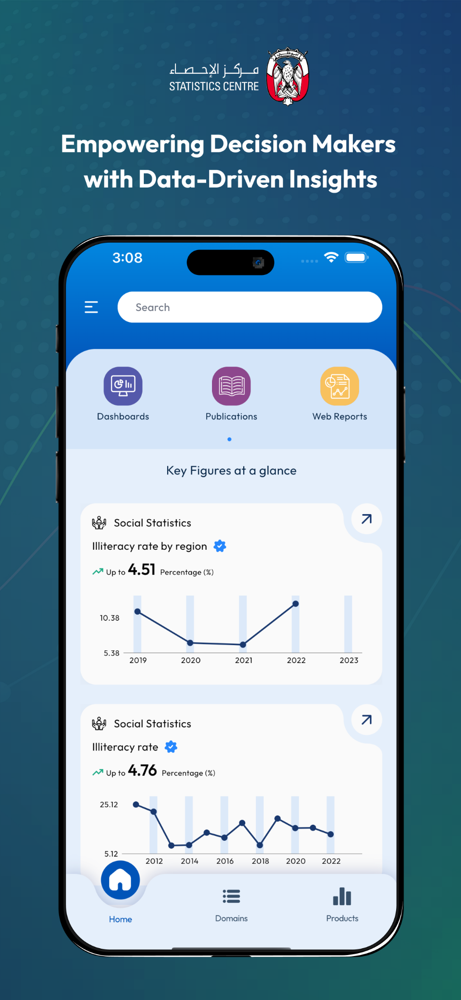 أبوظبي
مركز الإحصاء
STATISTICS CENTRE
Empowering Decision Makers
with Data-Driven Insights
3:08
Search
Dashboards
Publications
Web Reports
Key Figures at a glance
Social Statistics
Illiteracy rate by region
Up to 4.51 Percentage (%)
10.38
5.38
2019 2020 2021 2022 2023
Social Statistics
Illiteracy rate
Up to 4.76 Percentage (%)
25.12
5.12
2012 2014 2016 2018 2020 2022
Home
Domains
Products